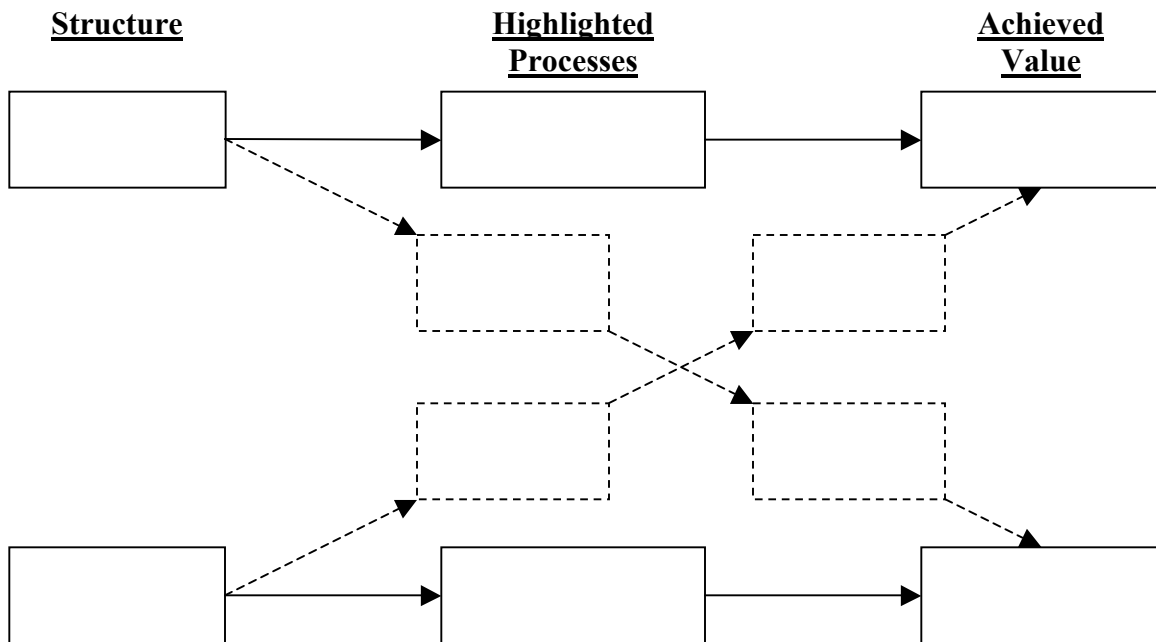 Structure
Highlighted
Processes
Achieved
Value